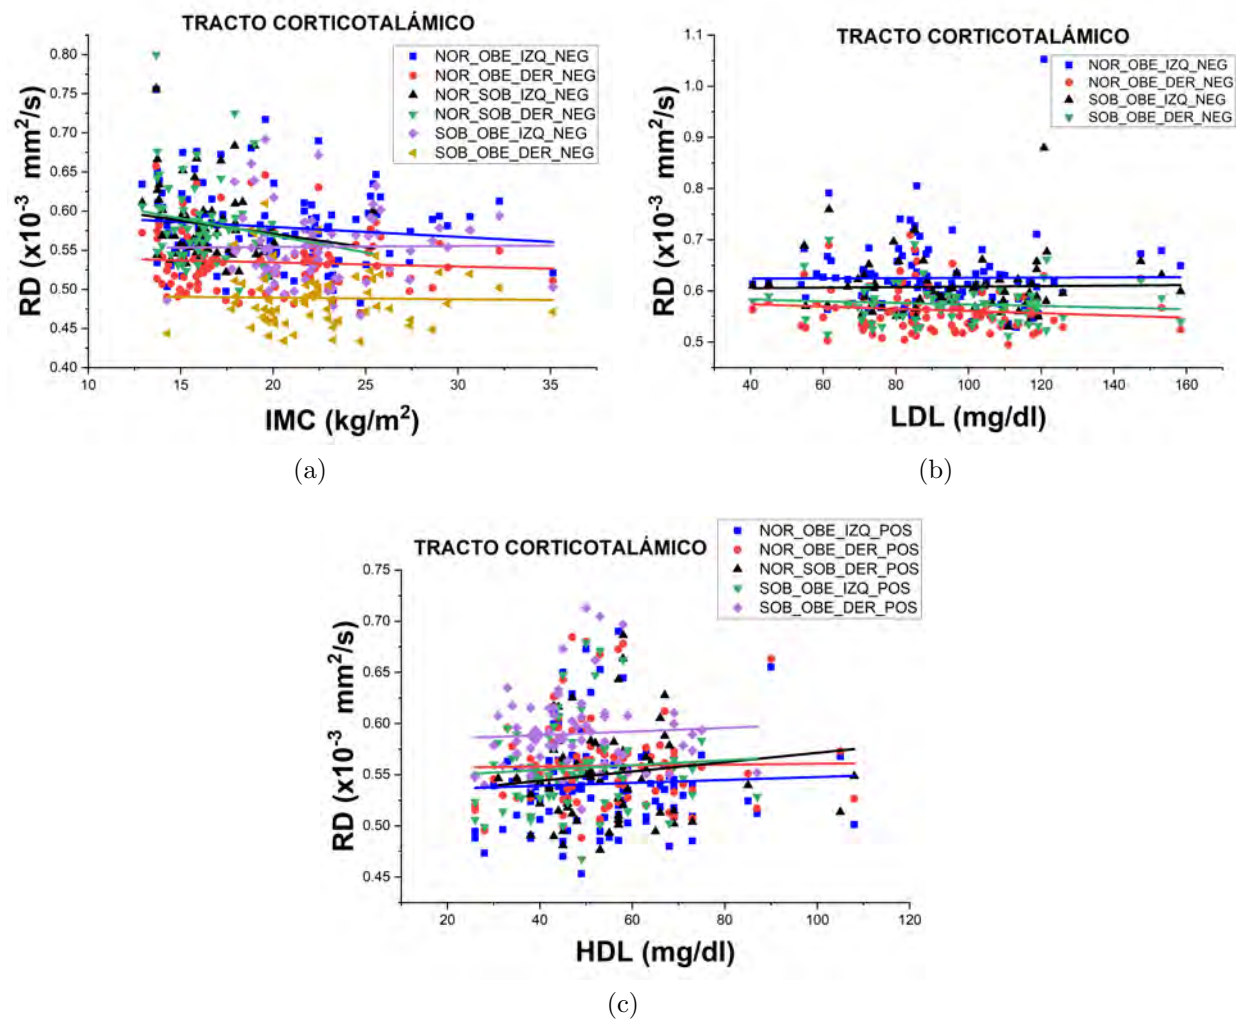 TRACTO CORTICOTALÁMICO
NOR_OBE_IZQ_NEG
NOR_OBE_DER_NEG
NOR_SOB_IZQ_NEG
NOR_SOB_DER_NEG
SOB_OBE_IZQ_NEG
SOB_OBE_DER_NEG
RD (x10⁻³ mm²/s)
0.80
0.75
0.70
0.65
0.60
0.55
0.50
0.45
0.40
10 15 20 25 30 35
IMC (kg/m²)
(a)
TRACTO CORTICOTALÁMICO
NOR_OBE_IZQ_NEG
NOR_OBE_DER_NEG
SOB_OBE_IZQ_NEG
SOB_OBE_DER_NEG
RD (x10⁻³ mm²/s)
1.1
1.0
0.9
0.8
0.7
0.6
0.5
40 60 80 100 120 140 160
LDL (mg/dl)
(b)
TRACTO CORTICOTALÁMICO
NOR_OBE_IZQ_POS
NOR_OBE_DER_POS
NOR_SOB_DER_POS
SOB_OBE_IZQ_POS
SOB_OBE_DER_POS
RD (x10⁻³ mm²/s)
0.75
0.70
0.65
0.60
0.55
0.50
0.45
20 40 60 80 100 120
HDL (mg/dl)
(c)